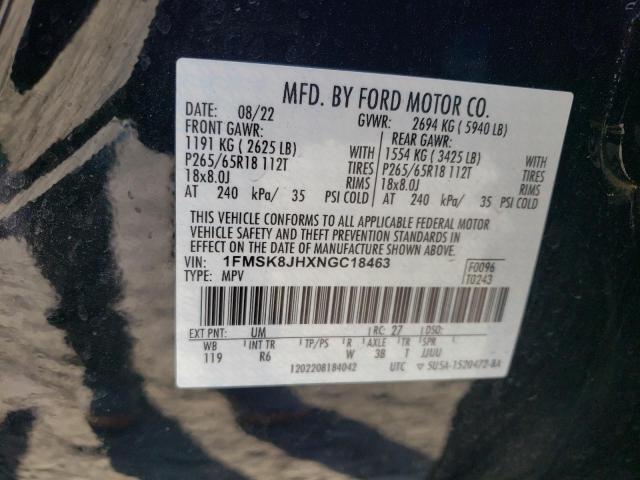 MFD. BY FORD MOTOR CO.
DATE: 08/22 GVWR: 2694 KG ( 5940 LB)
FRONT GAWR: REAR GAWR:
1191 KG ( 2625 LB) 1554 KG ( 3425 LB) WITH
P265/65R18 112T TIRES P265/65R18 112T TIRES
18x8.0J RIMS 18x8.0J RIMS
AT 240 kPa/ 35 PSI COLD AT 240 kPa/ 35 PSI COLD
THIS VEHICLE CONFORMS TO ALL APPLICABLE FEDERAL MOTOR
VEHICLE SAFETY AND THEFT PREVENTION STANDARDS IN
EFFECT ON THE DATE OF MANUFACTURE SHOWN ABOVE.
VIN: 1FMSK8JHXNGC18463 F0096
TYPE: MPV T0243
EXT PNT: UM RC: 27 DSO:
WB INT TR TP/PS R AXLE TR SPR
119 R6 W 3B T JJUU
1202208184042 UTC ▽ 5U5A-1520472-BA